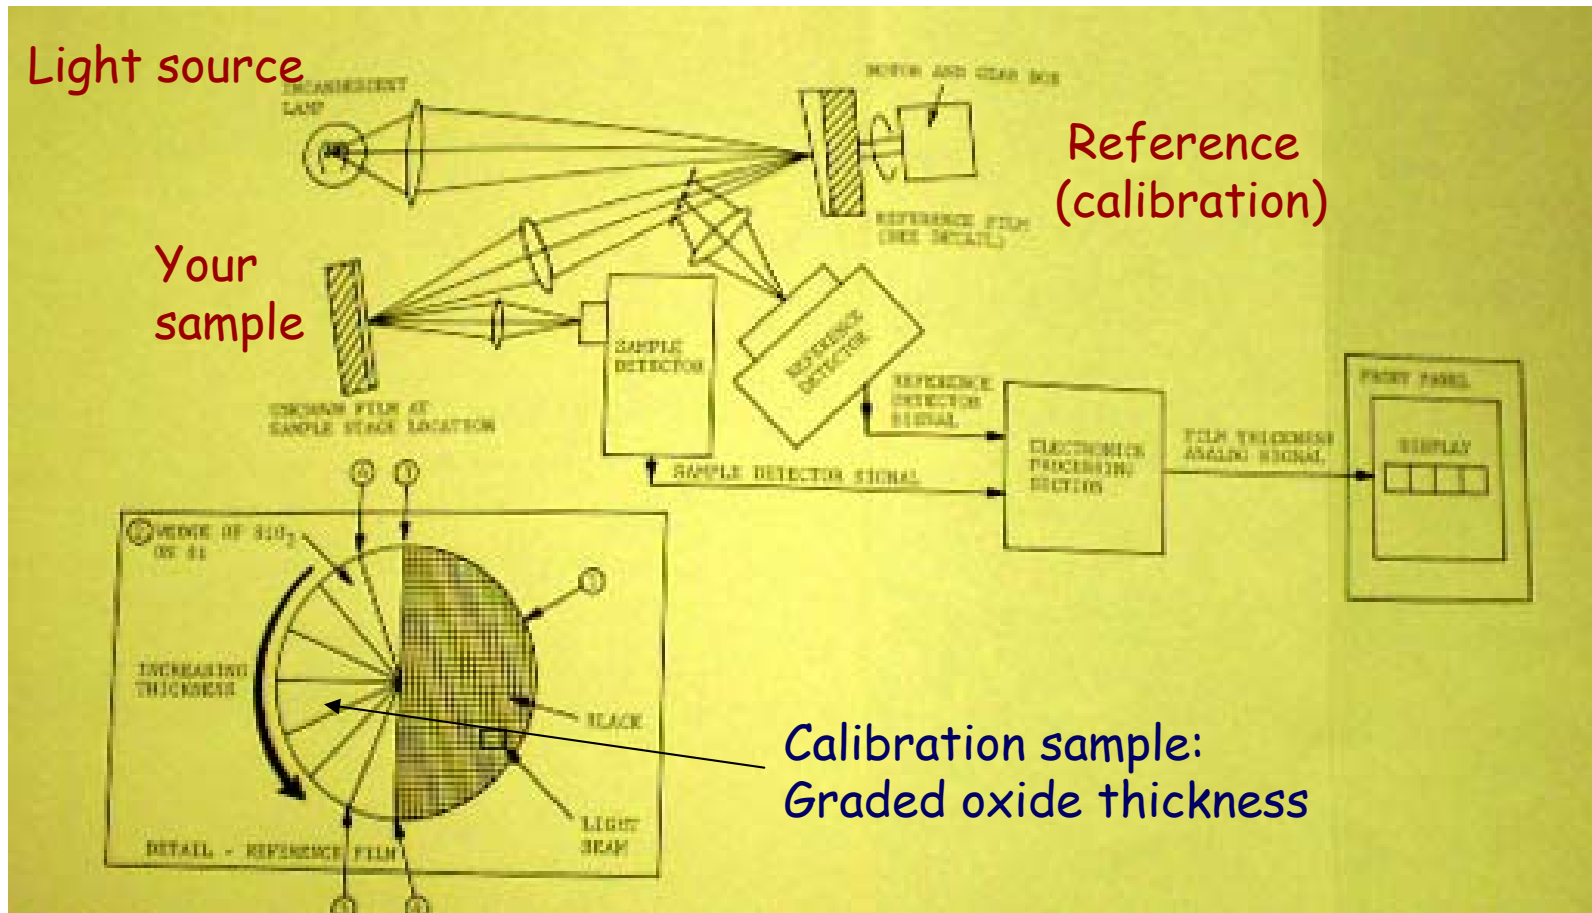 Light source
INCANDESCENT
LAMP
MOTOR AND GEAR BOX
Reference
(calibration)
REFERENCE FILM
(SEE DETAIL)
Your
sample
SAMPLE
DETECTOR
REFERENCE
DETECTOR
UNKNOWN FILM AT
SAMPLE STAGE LOCATION
REFERENCE
DETECTOR
SIGNAL
SAMPLE DETECTOR SIGNAL
ELECTRONICS
PROCESSING
SECTION
FILM THICKNESS
ANALOG SIGNAL
FRONT PANEL
DISPLAY
WEDGE OF SiO2
ON Si
INCREASING
THICKNESS
BLACK
LIGHT
BEAM
DETAIL - REFERENCE FILM
Calibration sample:
Graded oxide thickness